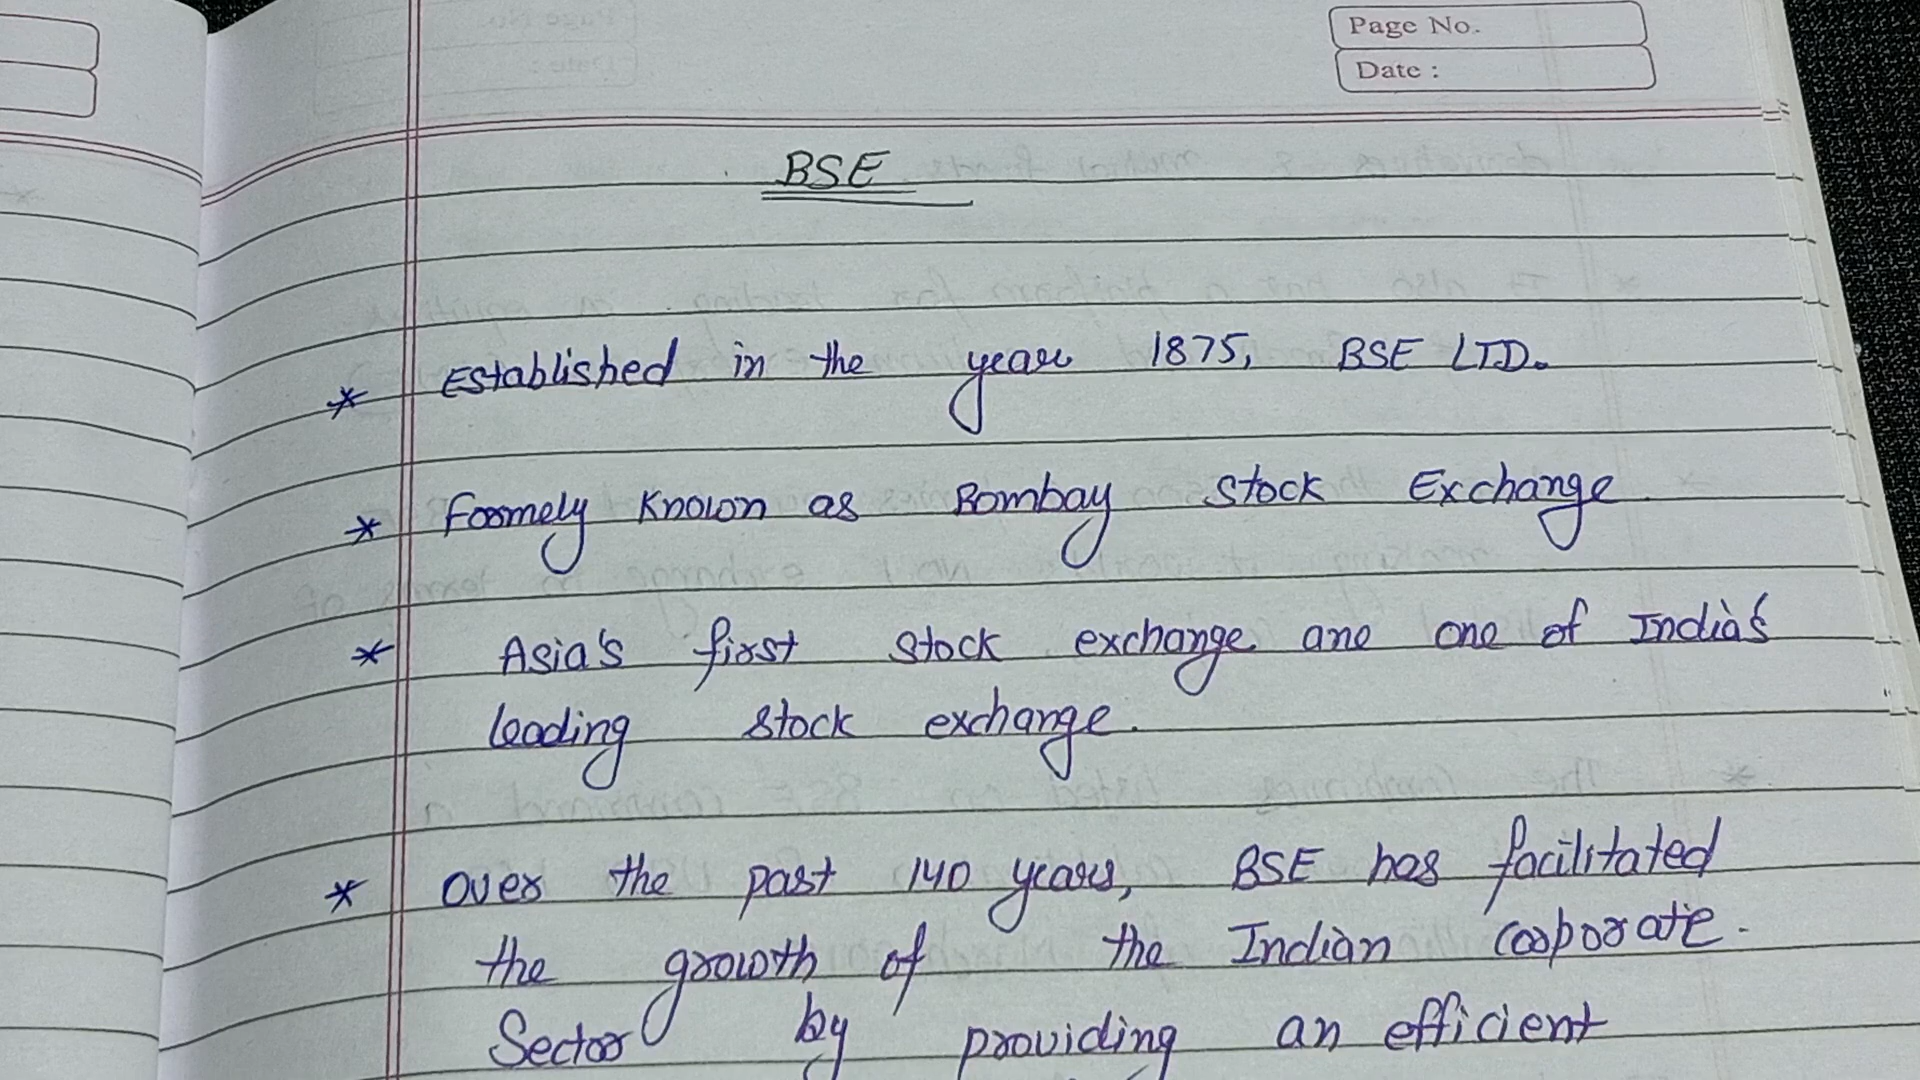 Page No.
Date :
BSE
* Established in the year 1875, BSE LTD.
* Formely Known as Bombay Stock Exchange
* Asia's first stock exchange ane one of India's
leading stock exchange.
* Over the past 140 years, BSE has facilitated
the growth of the Indian corporate.
Sector by providing an efficient